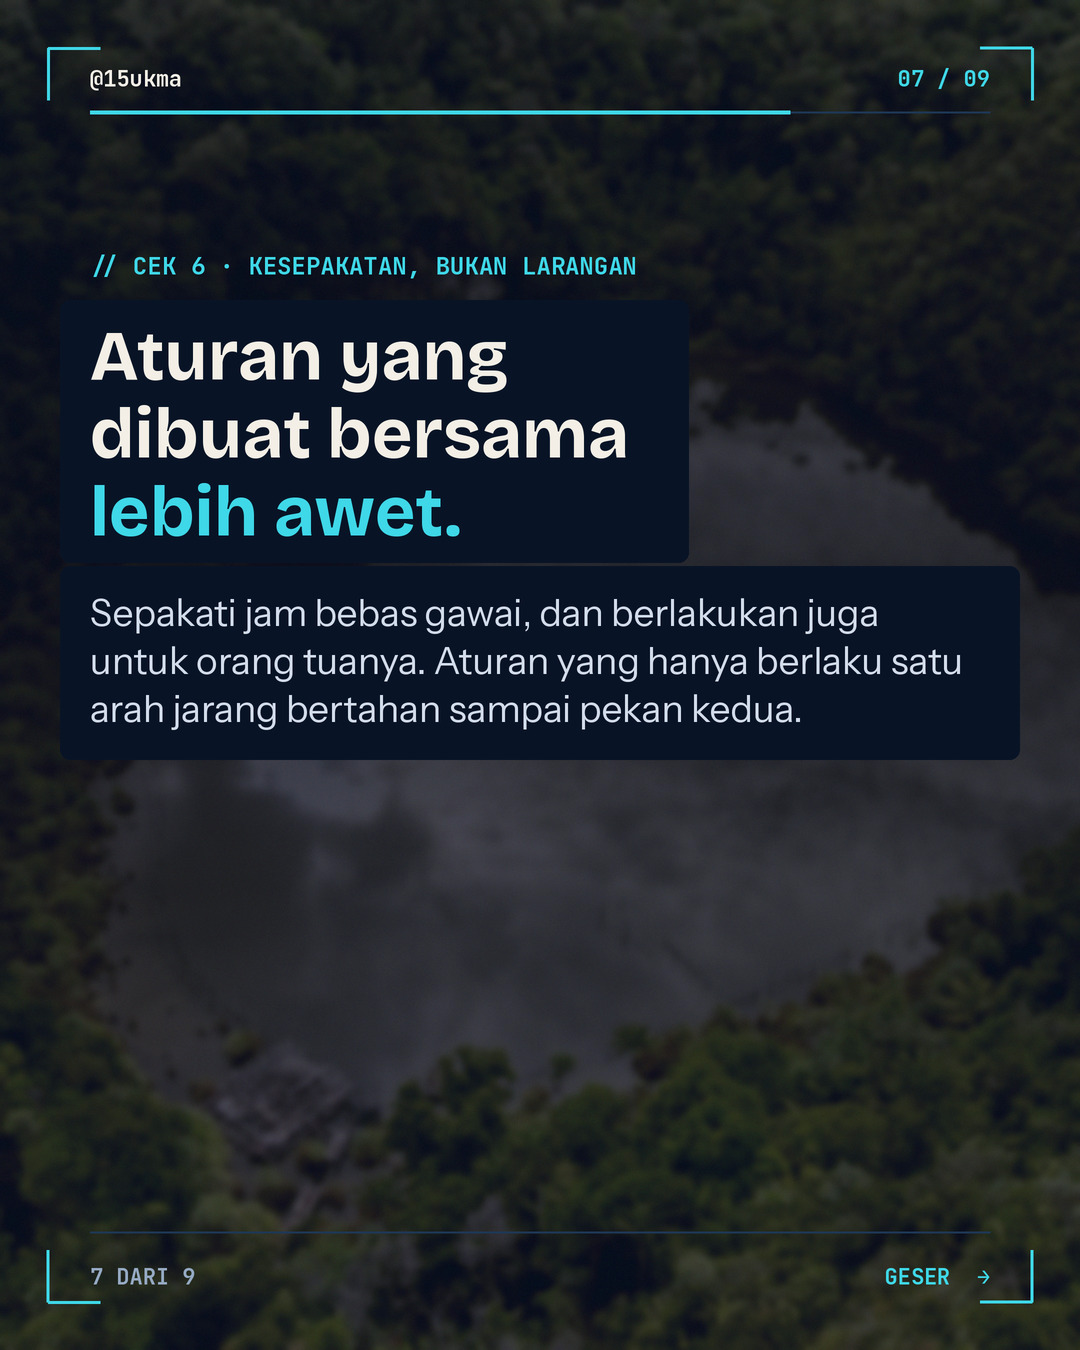 @15ukma
07 / 09
// CEK 6 · KESEPAKATAN, BUKAN LARANGAN
Aturan yang
dibuat bersama
lebih awet.
Sepakati jam bebas gawai, dan berlakukan juga
untuk orang tuanya. Aturan yang hanya berlaku satu
arah jarang bertahan sampai pekan kedua.
7 DARI 9
GESER →